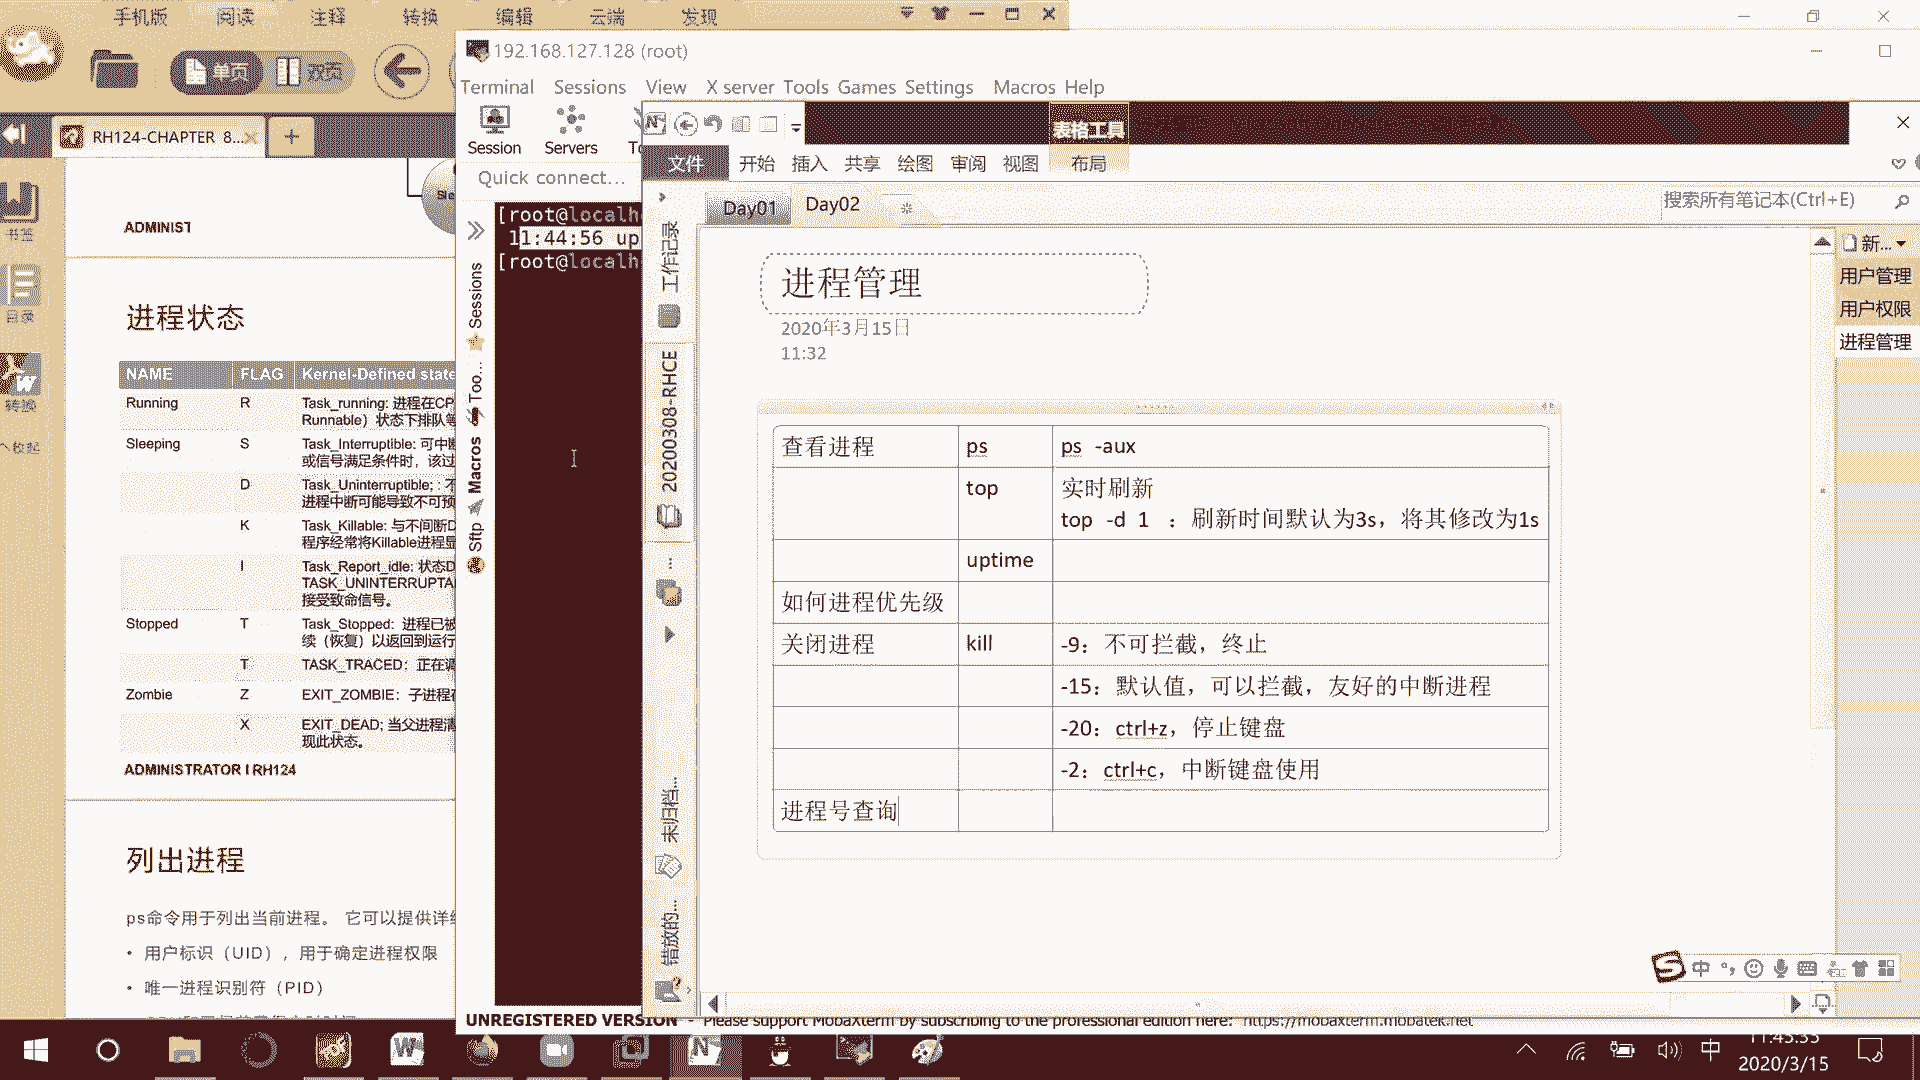 手机版 阅读 注释 转换 编辑 云端 发现
单页 双页
RH124-CHAPTER 8...
书签
目录
转换
收起
ADMINIST
进程状态
NAME FLAG Kernel-Defined state
Running R Task_running: 进程在CP
Runnable）状态下排队等
Sleeping S Task_Interruptible: 可中断
或信号满足条件时，该过
D Task_Uninterruptible; : 不
进程中断可能导致不可预
K Task_Killable: 与不间断D
程序经常将Killable进程显
I Task_Report_idle: 状态D
TASK_UNINTERRUPTA
接受致命信号。
Stopped T Task_Stopped: 进程已被
续（恢复）以返回到运行
T TASK_TRACED：正在调
Zombie Z EXIT_ZOMBIE：子进程在
X EXIT_DEAD; 当父进程清
现此状态。
ADMINISTRATOR I RH124
列出进程
ps命令用于列出当前进程。 它可以提供详细
• 用户标识（UID），用于确定进程权限
• 唯一进程识别符（PID）
192.168.127.128 (root)
Terminal Sessions View X server Tools Games Settings Macros Help
Session Servers To
Quick connect...
Sessions
Too...
Macros
Sftp
[root@localh
11:44:56 up
[root@localh
表格工具
文件 开始 插入 共享 绘图 审阅 视图 布局
Day01 Day02
搜索所有笔记本(Ctrl+E)
工作记录
20200308-RHCE
未归档...
错放的...
新...
用户管理
用户权限
进程管理
进程管理
2020年3月15日
11:32
查看进程 ps ps -aux
top 实时刷新
top -d 1 ：刷新时间默认为3s，将其修改为1s
uptime
如何进程优先级
关闭进程 kill -9：不可拦截，终止
-15：默认值，可以拦截，友好的中断进程
-20：ctrl+z，停止键盘
-2：ctrl+c，中断键盘使用
进程号查询
中
UNREGISTERED VERSION - Please support MobaXterm by subscribing to the professional edition here: https://mobaxterm.mobatek.net
中
11:45:35
2020/3/15